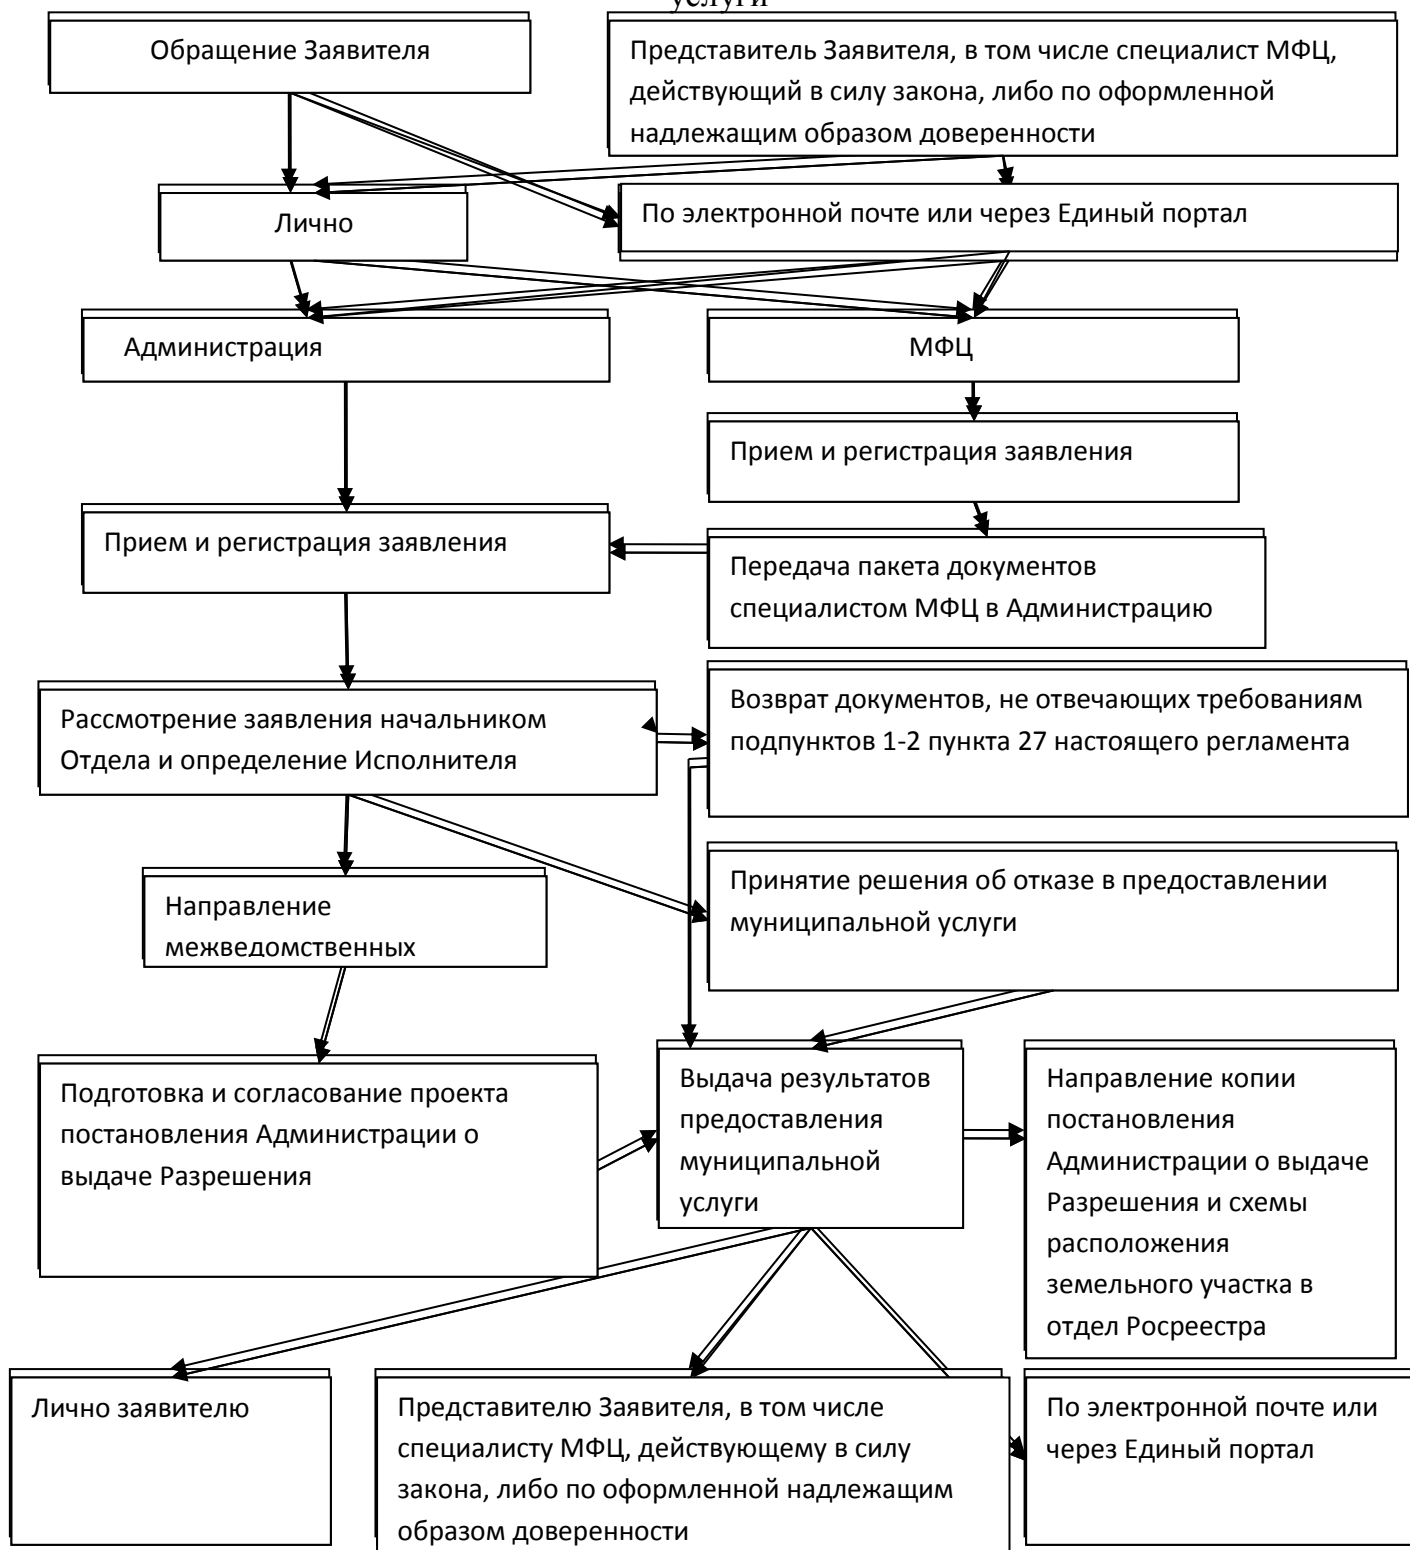 услуги
Обращение Заявителя
Представитель Заявителя, в том числе специалист МФЦ,
действующий в силу закона, либо по оформленной
надлежащим образом доверенности
Лично
По электронной почте или через Единый портал
Администрация
МФЦ
Прием и регистрация заявления
Прием и регистрация заявления
Передача пакета документов
специалистом МФЦ в Администрацию
Рассмотрение заявления начальником
Отдела и определение Исполнителя
Возврат документов, не отвечающих требованиям
подпунктов 1-2 пункта 27 настоящего регламента
Принятие решения об отказе в предоставлении
муниципальной услуги
Направление
межведомственных
Подготовка и согласование проекта
постановления Администрации о
выдаче Разрешения
Выдача результатов
предоставления
муниципальной
услуги
Направление копии
постановления
Администрации о выдаче
Разрешения и схемы
расположения
земельного участка в
отдел Росреестра
Лично заявителю
Представителю Заявителя, в том числе
специалисту МФЦ, действующему в силу
закона, либо по оформленной надлежащим
образом доверенности
По электронной почте или
через Единый портал